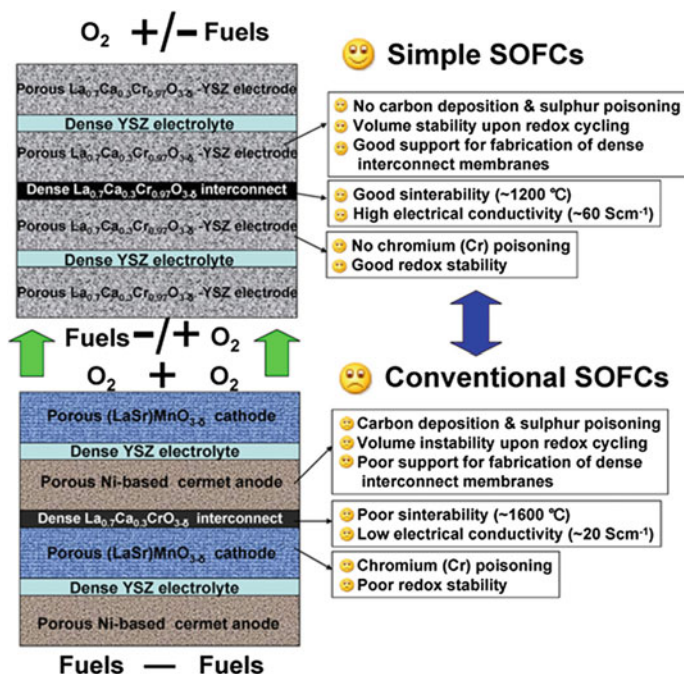 O₂ +/- Fuels
Simple SOFCs
Porous La₀.₇Ca₀.₃Cr₀.₉₇O₃₋δ-YSZ electrode
Dense YSZ electrolyte
Porous La₀.₇Ca₀.₃Cr₀.₉₇O₃₋δ-YSZ electrode
Dense La₀.₇Ca₀.₃Cr₀.₉₇O₃₋δ interconnect
Porous La₀.₇Ca₀.₃Cr₀.₉₇O₃₋δ-YSZ electrode
Dense YSZ electrolyte
Porous La₀.₇Ca₀.₃Cr₀.₉₇O₃₋δ-YSZ electrode
No carbon deposition & sulphur poisoning
Volume stability upon redox cycling
Good support for fabrication of dense
interconnect membranes
Good sinterability (~1200 ℃)
High electrical conductivity (~60 Scm⁻¹)
No chromium (Cr) poisoning
Good redox stability
Fuels -/+ O₂
O₂ + O₂
Conventional SOFCs
Porous (LaSr)MnO₃₋δ cathode
Dense YSZ electrolyte
Porous Ni-based cermet anode
Dense La₀.₇Ca₀.₃CrO₃₋δ interconnect
Porous (LaSr)MnO₃₋δ cathode
Dense YSZ electrolyte
Porous Ni-based cermet anode
Carbon deposition & sulphur poisoning
Volume instability upon redox cycling
Poor support for fabrication of dense
interconnect membranes
Poor sinterability (~1600 ℃)
Low electrical conductivity (~20 Scm⁻¹)
Chromium (Cr) poisoning
Poor redox stability
Fuels — Fuels